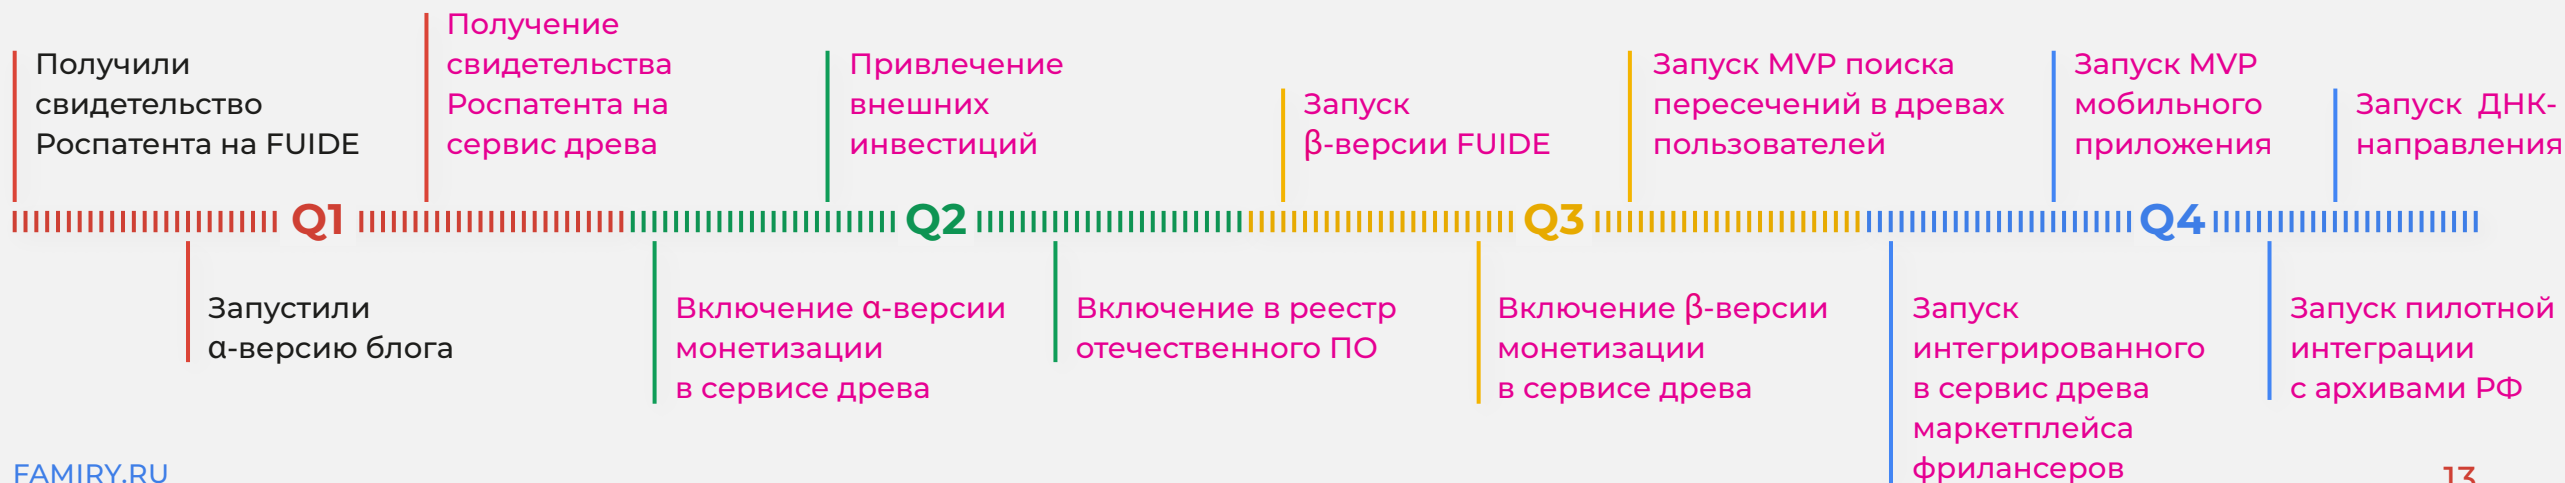 Получили
свидетельство
Роспатента на FUIDE
Получение
свидетельства
Роспатента на
сервис древа
Привлечение
внешних
инвестиций
Запуск
β-версии FUIDE
Запуск MVP поиска
пересечений в древах
пользователей
Запуск MVP
мобильного
приложения
Запуск ДНК-
направления
Q1
Q2
Q3
Q4
Запустили
α-версию блога
Включение α-версии
монетизации
в сервисе древа
Включение в реестр
отечественного ПО
Включение β-версии
монетизации
в сервисе древа
Запуск
интегрированного
в сервис древа
маркетплейса
фрилансеров
Запуск пилотной
интеграции
с архивами РФ
FAMIRY.RU
13